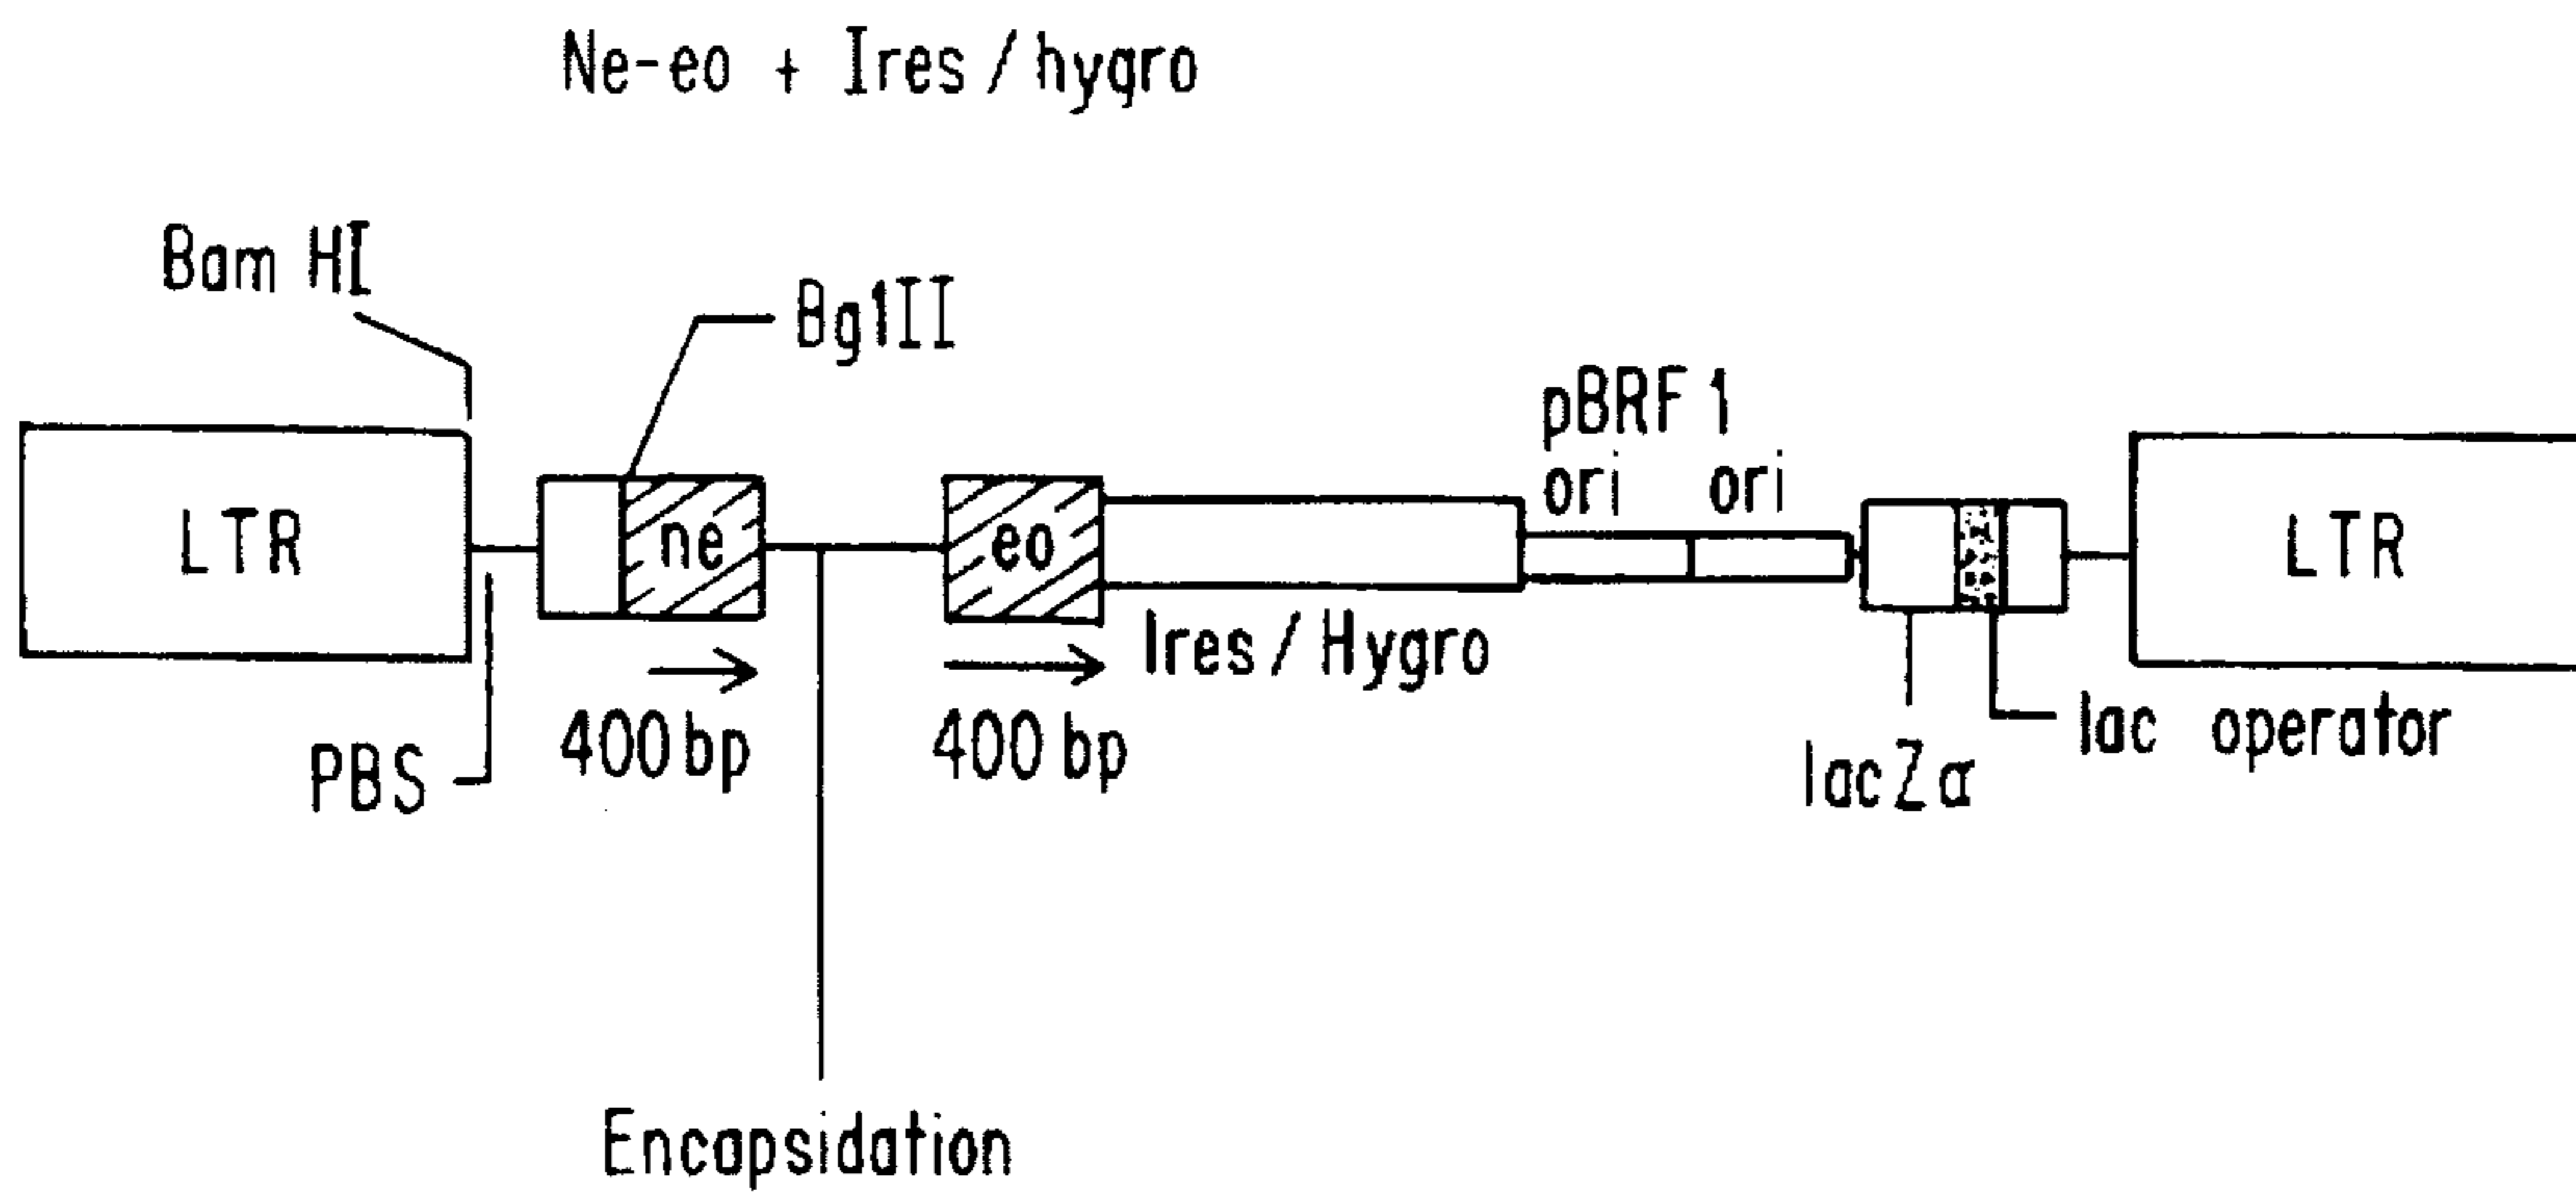 Ne-eo + Ires / hygro
Bam HI
Bg1II
pBRF 1
ori ori
LTR
ne
eo
LTR
Ires / Hygro
PBS
400 bp
400 bp
lacZα
lac operator
Encapsidation